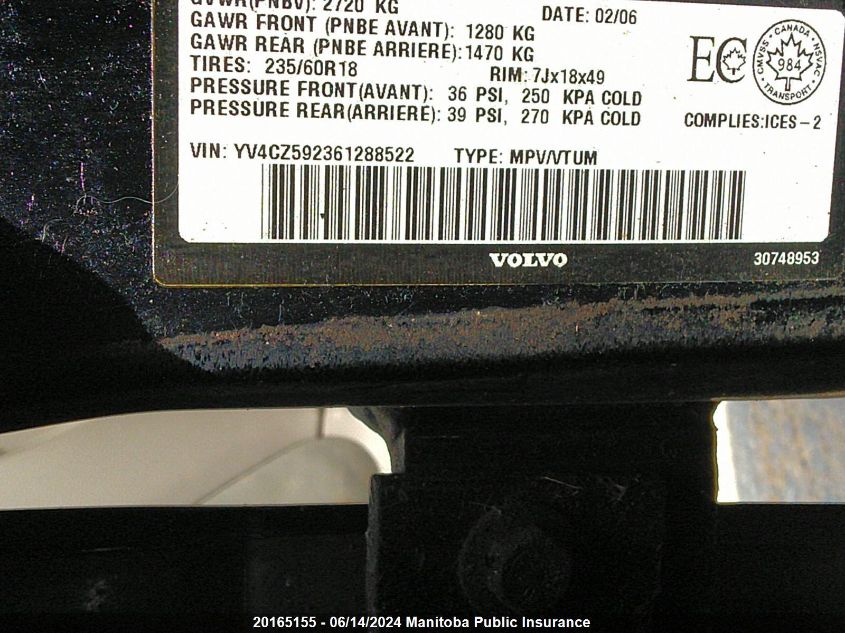 GVWR(PNBV): 2720 KG
DATE: 02/06
GAWR FRONT (PNBE AVANT): 1280 KG
GAWR REAR (PNBE ARRIERE): 1470 KG
TIRES: 235/60R18 RIM: 7Jx18x49
PRESSURE FRONT(AVANT): 36 PSI, 250 KPA COLD
PRESSURE REAR(ARRIERE): 39 PSI, 270 KPA COLD
EC
CANADA
CMVSS NSVAC
984
TRANSPORT
COMPLIES:ICES-2
VIN: YV4CZ592361288522 TYPE: MPV/VTUM
VOLVO
30748953
20165155 - 06/14/2024 Manitoba Public Insurance